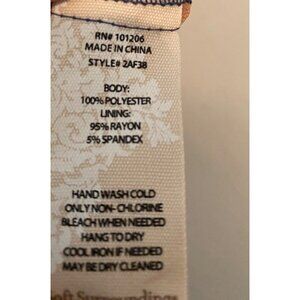 RN# 101206
MADE IN CHINA
STYLE# 2AF38
BODY:
100% POLYESTER
LINING:
95% RAYON
5% SPANDEX
HAND WASH COLD
ONLY NON- CHLORINE
BLEACH WHEN NEEDED
HANG TO DRY
COOL IRON IF NEEDED
MAY BE DRY CLEANED